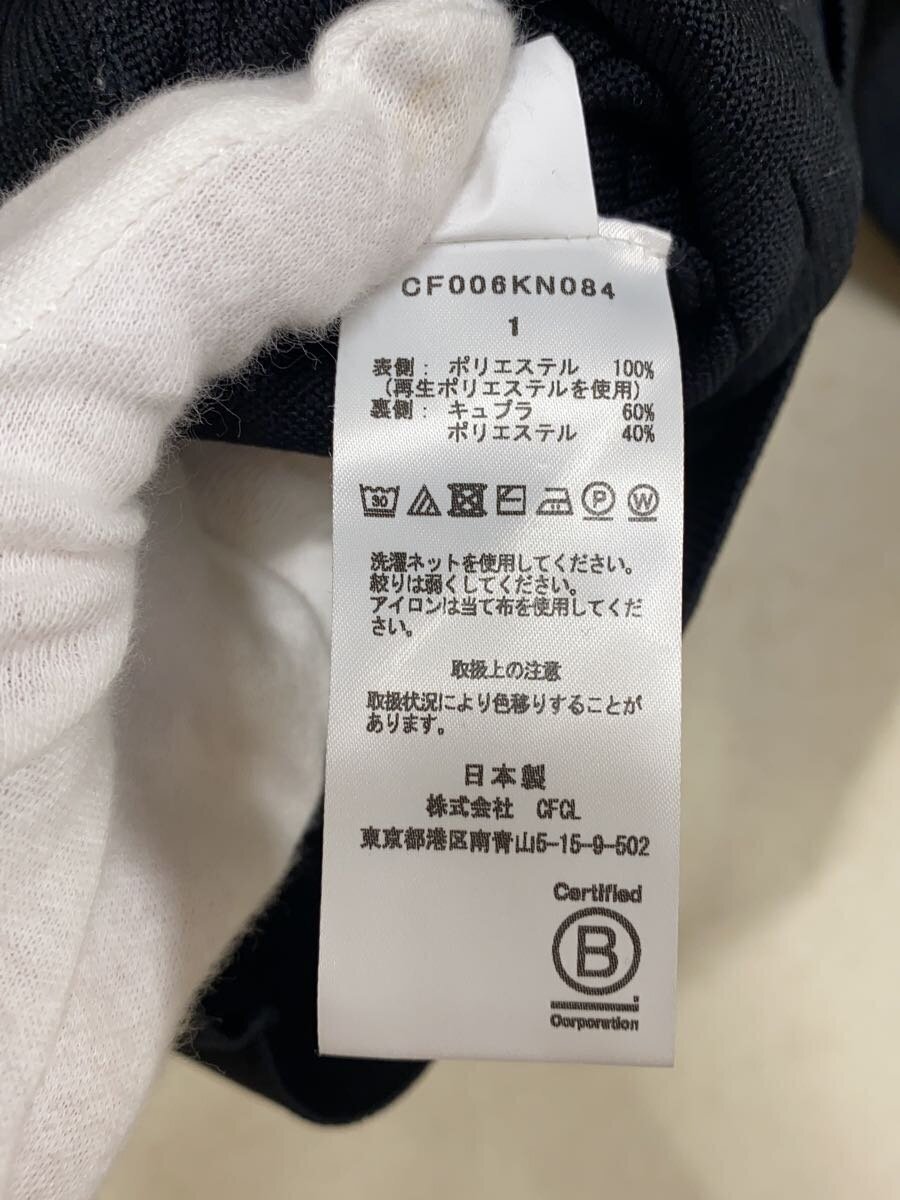 CF006KN084
1
表側: ポリエステル 100%
(再生ポリエステルを使用)
裏側: キュプラ 60%
ポリエステル 40%
30 P W
洗濯ネットを使用してください。
絞りは弱くしてください。
アイロンは当て布を使用してくだ
さい。
取扱上の注意
取扱状況により色移りすることが
あります。
日本製
株式会社 CFCL
東京都港区南青山5-15-9-502
Certified
B
Corporation